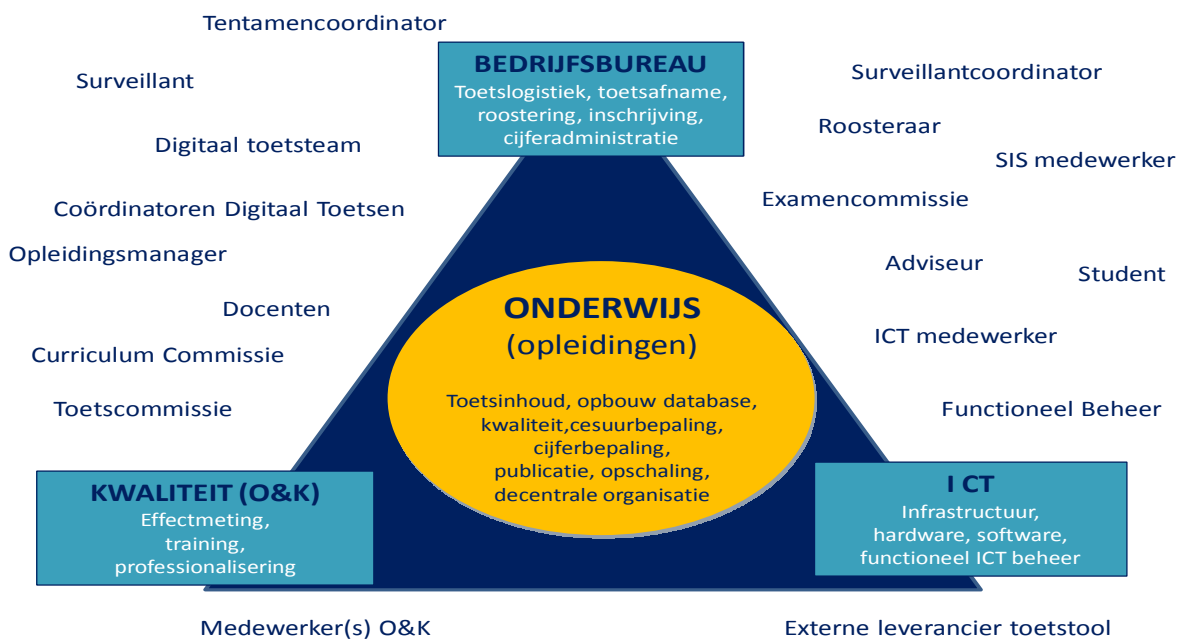 Tentamencoordinator
BEDRIJFSBUREAU
Toetslogistiek, toetsafname,
roostering, inschrijving,
cijferadministratie
Surveillant
Surveillantcoordinator
Roosteraar
Digitaal toetsteam
SIS medewerker
Examencommissie
Coördinatoren Digitaal Toetsen
Opleidingsmanager
Adviseur
Student
Docenten
ONDERWIJS
(opleidingen)
ICT medewerker
Curriculum Commissie
Toetscommissie
Functioneel Beheer
Toetsinhoud, opbouw database,
kwaliteit,cesuurbepaling,
cijferbepaling,
publicatie, opschaling,
decentrale organisatie
KWALITEIT (O&K)
Effectmeting,
training,
professionalisering
I CT
Infrastructuur,
hardware, software,
functioneel ICT beheer
Medewerker(s) O&K
Externe leverancier toetstool